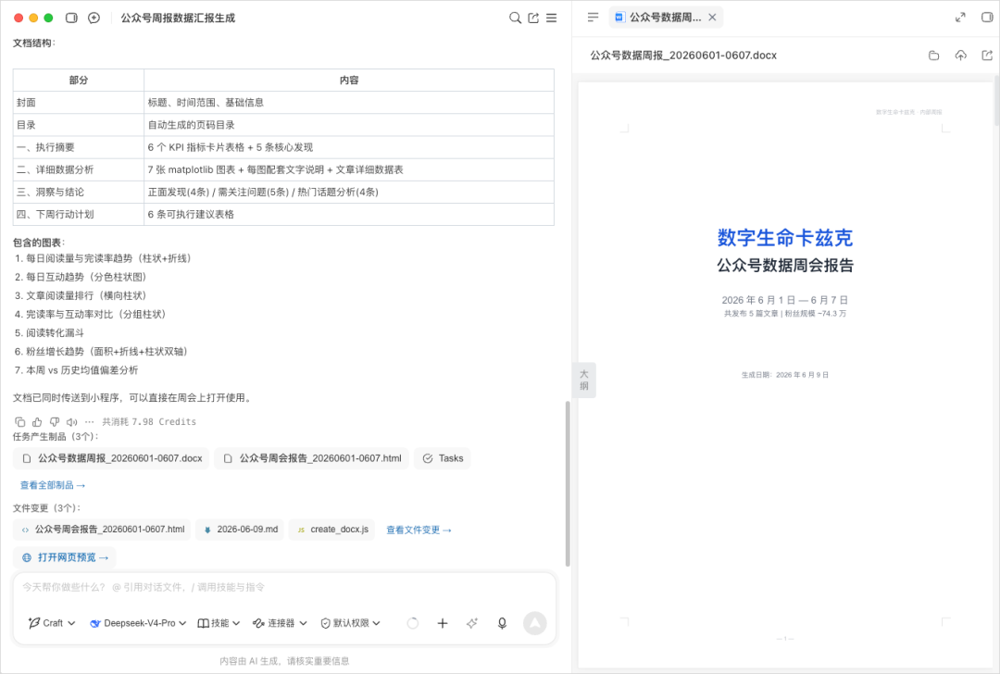 公众号周报数据汇报生成
文档结构：
部分 内容
封面 标题、时间范围、基础信息
目录 自动生成的页码目录
一、执行摘要 6 个 KPI 指标卡片表格 + 5 条核心发现
二、详细数据分析 7 张 matplotlib 图表 + 每图配套文字说明 + 文章详细数据表
三、洞察与结论 正面发现(4条) / 需关注问题(5条) / 热门话题分析(4条)
四、下周行动计划 6 条可执行建议表格
包含的图表：
1. 每日阅读量与完读率趋势（柱状+折线）
2. 每日互动趋势（分色柱状图）
3. 文章阅读量排行（横向柱状）
4. 完读率与互动率对比（分组柱状）
5. 阅读转化漏斗
6. 粉丝增长趋势（面积+折线+柱状双轴）
7. 本周 vs 历史均值偏差分析
文档已同时传送到小程序，可以直接在周会上打开使用。
共消耗 7.98 Credits
任务产生制品（3个）：
公众号数据周报_20260601-0607.docx
公众号周会报告_20260601-0607.html
Tasks
查看全部制品 →
文件变更（3个）：
公众号周会报告_20260601-0607.html
2026-06-09.md
JS create_docx.js
查看文件变更 →
打开网页预览 →
今天帮你做些什么？ @ 引用对话文件，/ 调用技能与指令
Craft
Deepseek-V4-Pro
技能
连接器
默认权限
内容由 AI 生成，请核实重要信息
公众号数据周...
公众号数据周报_20260601-0607.docx
大纲
数字生命卡兹克 · 内部周报
数字生命卡兹克
公众号数据周会报告
2026 年 6 月 1 日 — 6 月 7 日
共发布 5 篇文章 | 粉丝规模 ~74.3 万
生成日期：2026 年 6 月 9 日
— 1 —